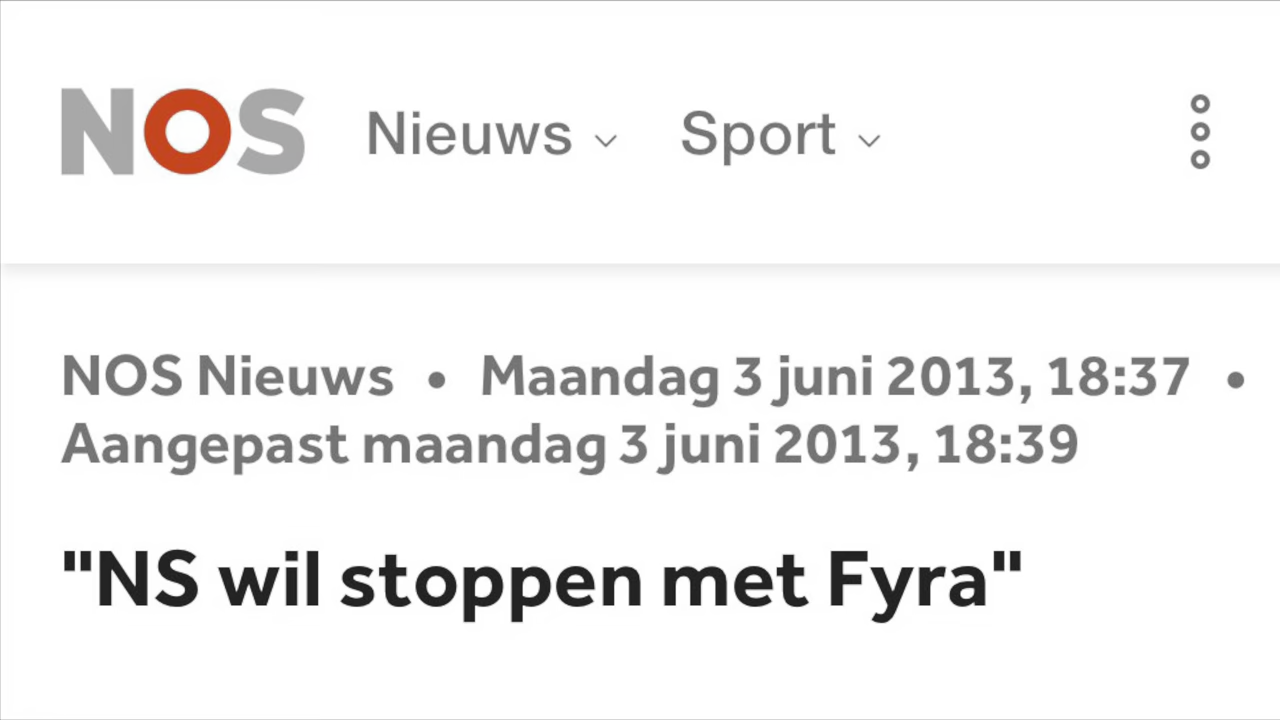 NOS Nieuws Sport
NOS Nieuws • Maandag 3 juni 2013, 18:37 •
Aangepast maandag 3 juni 2013, 18:39
"NS wil stoppen met Fyra"